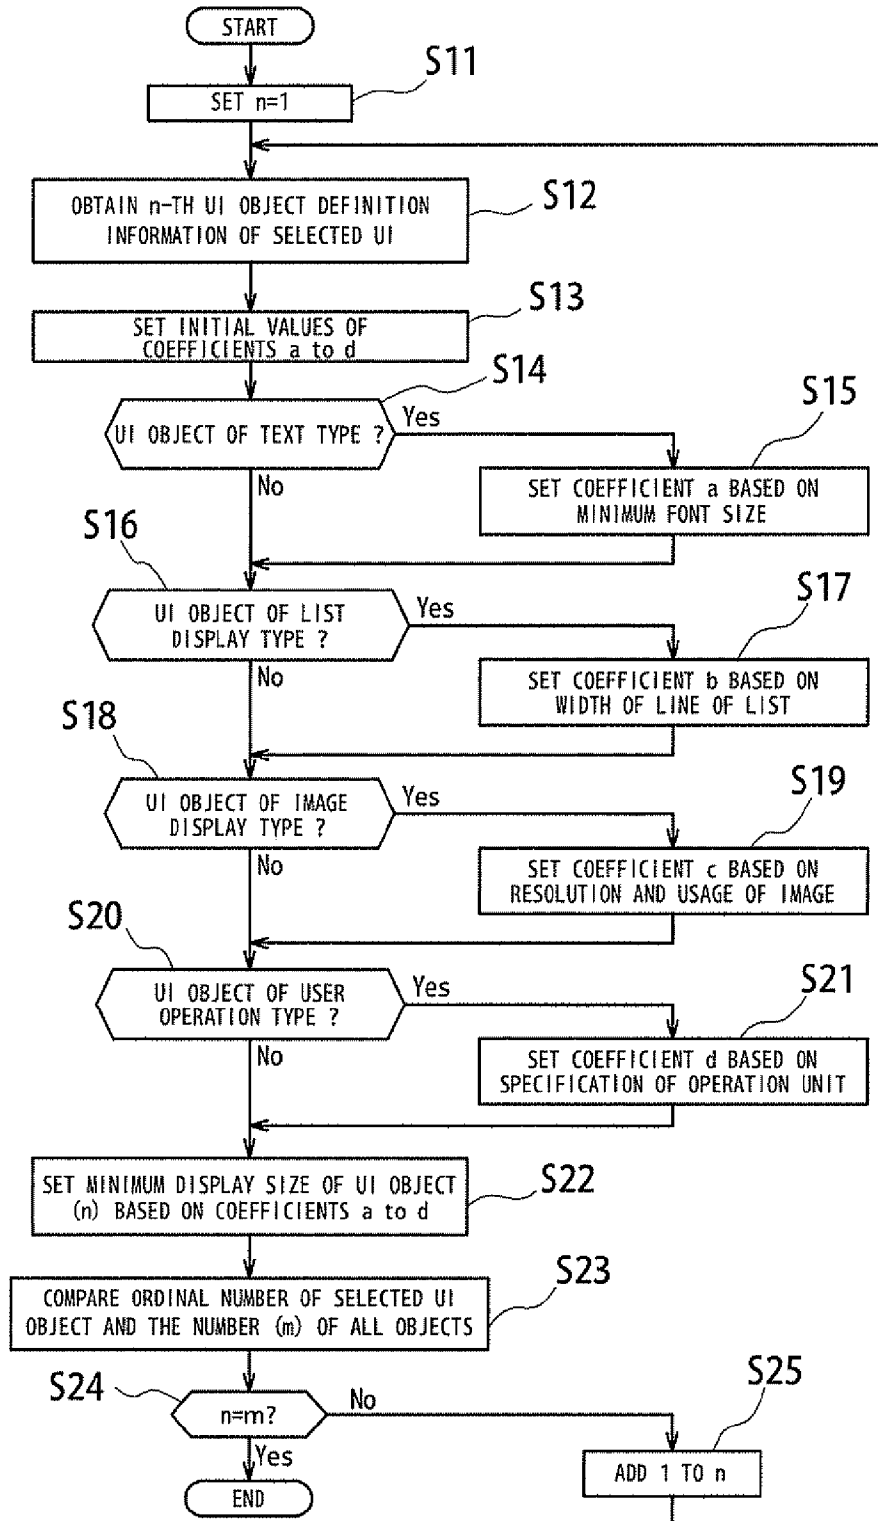 START
S11
SET n=1
S12
OBTAIN n-TH UI OBJECT DEFINITION
INFORMATION OF SELECTED UI
S13
SET INITIAL VALUES OF
COEFFICIENTS a to d
S14
UI OBJECT OF TEXT TYPE ?
Yes
No
S15
SET COEFFICIENT a BASED ON
MINIMUM FONT SIZE
S16
UI OBJECT OF LIST
DISPLAY TYPE ?
Yes
No
S17
SET COEFFICIENT b BASED ON
WIDTH OF LINE OF LIST
S18
UI OBJECT OF IMAGE
DISPLAY TYPE ?
Yes
No
S19
SET COEFFICIENT c BASED ON
RESOLUTION AND USAGE OF IMAGE
S20
UI OBJECT OF USER
OPERATION TYPE ?
Yes
No
S21
SET COEFFICIENT d BASED ON
SPECIFICATION OF OPERATION UNIT
S22
SET MINIMUM DISPLAY SIZE OF UI OBJECT
(n) BASED ON COEFFICIENTS a to d
S23
COMPARE ORDINAL NUMBER OF SELECTED UI
OBJECT AND THE NUMBER (m) OF ALL OBJECTS
S24
n=m?
No
Yes
S25
ADD 1 TO n
END